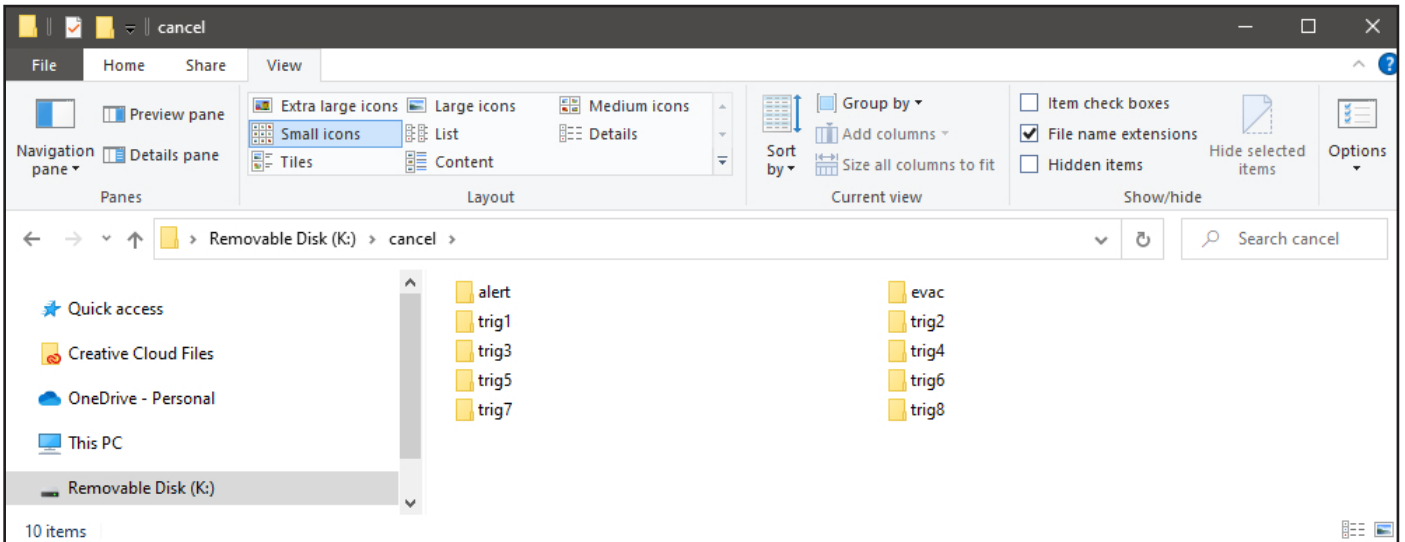 cancel
File Home Share View
Preview pane
Details pane
Navigation pane
Panes
Extra large icons Large icons Medium icons
Small icons List Details
Tiles Content
Layout
Sort by
Group by
Add columns
Size all columns to fit
Current view
Item check boxes
File name extensions
Hidden items
Hide selected items
Show/hide
Options
Removable Disk (K:) > cancel >
Search cancel
Quick access
Creative Cloud Files
OneDrive - Personal
This PC
Removable Disk (K:)
alert evac
trig1 trig2
trig3 trig4
trig5 trig6
trig7 trig8
10 items